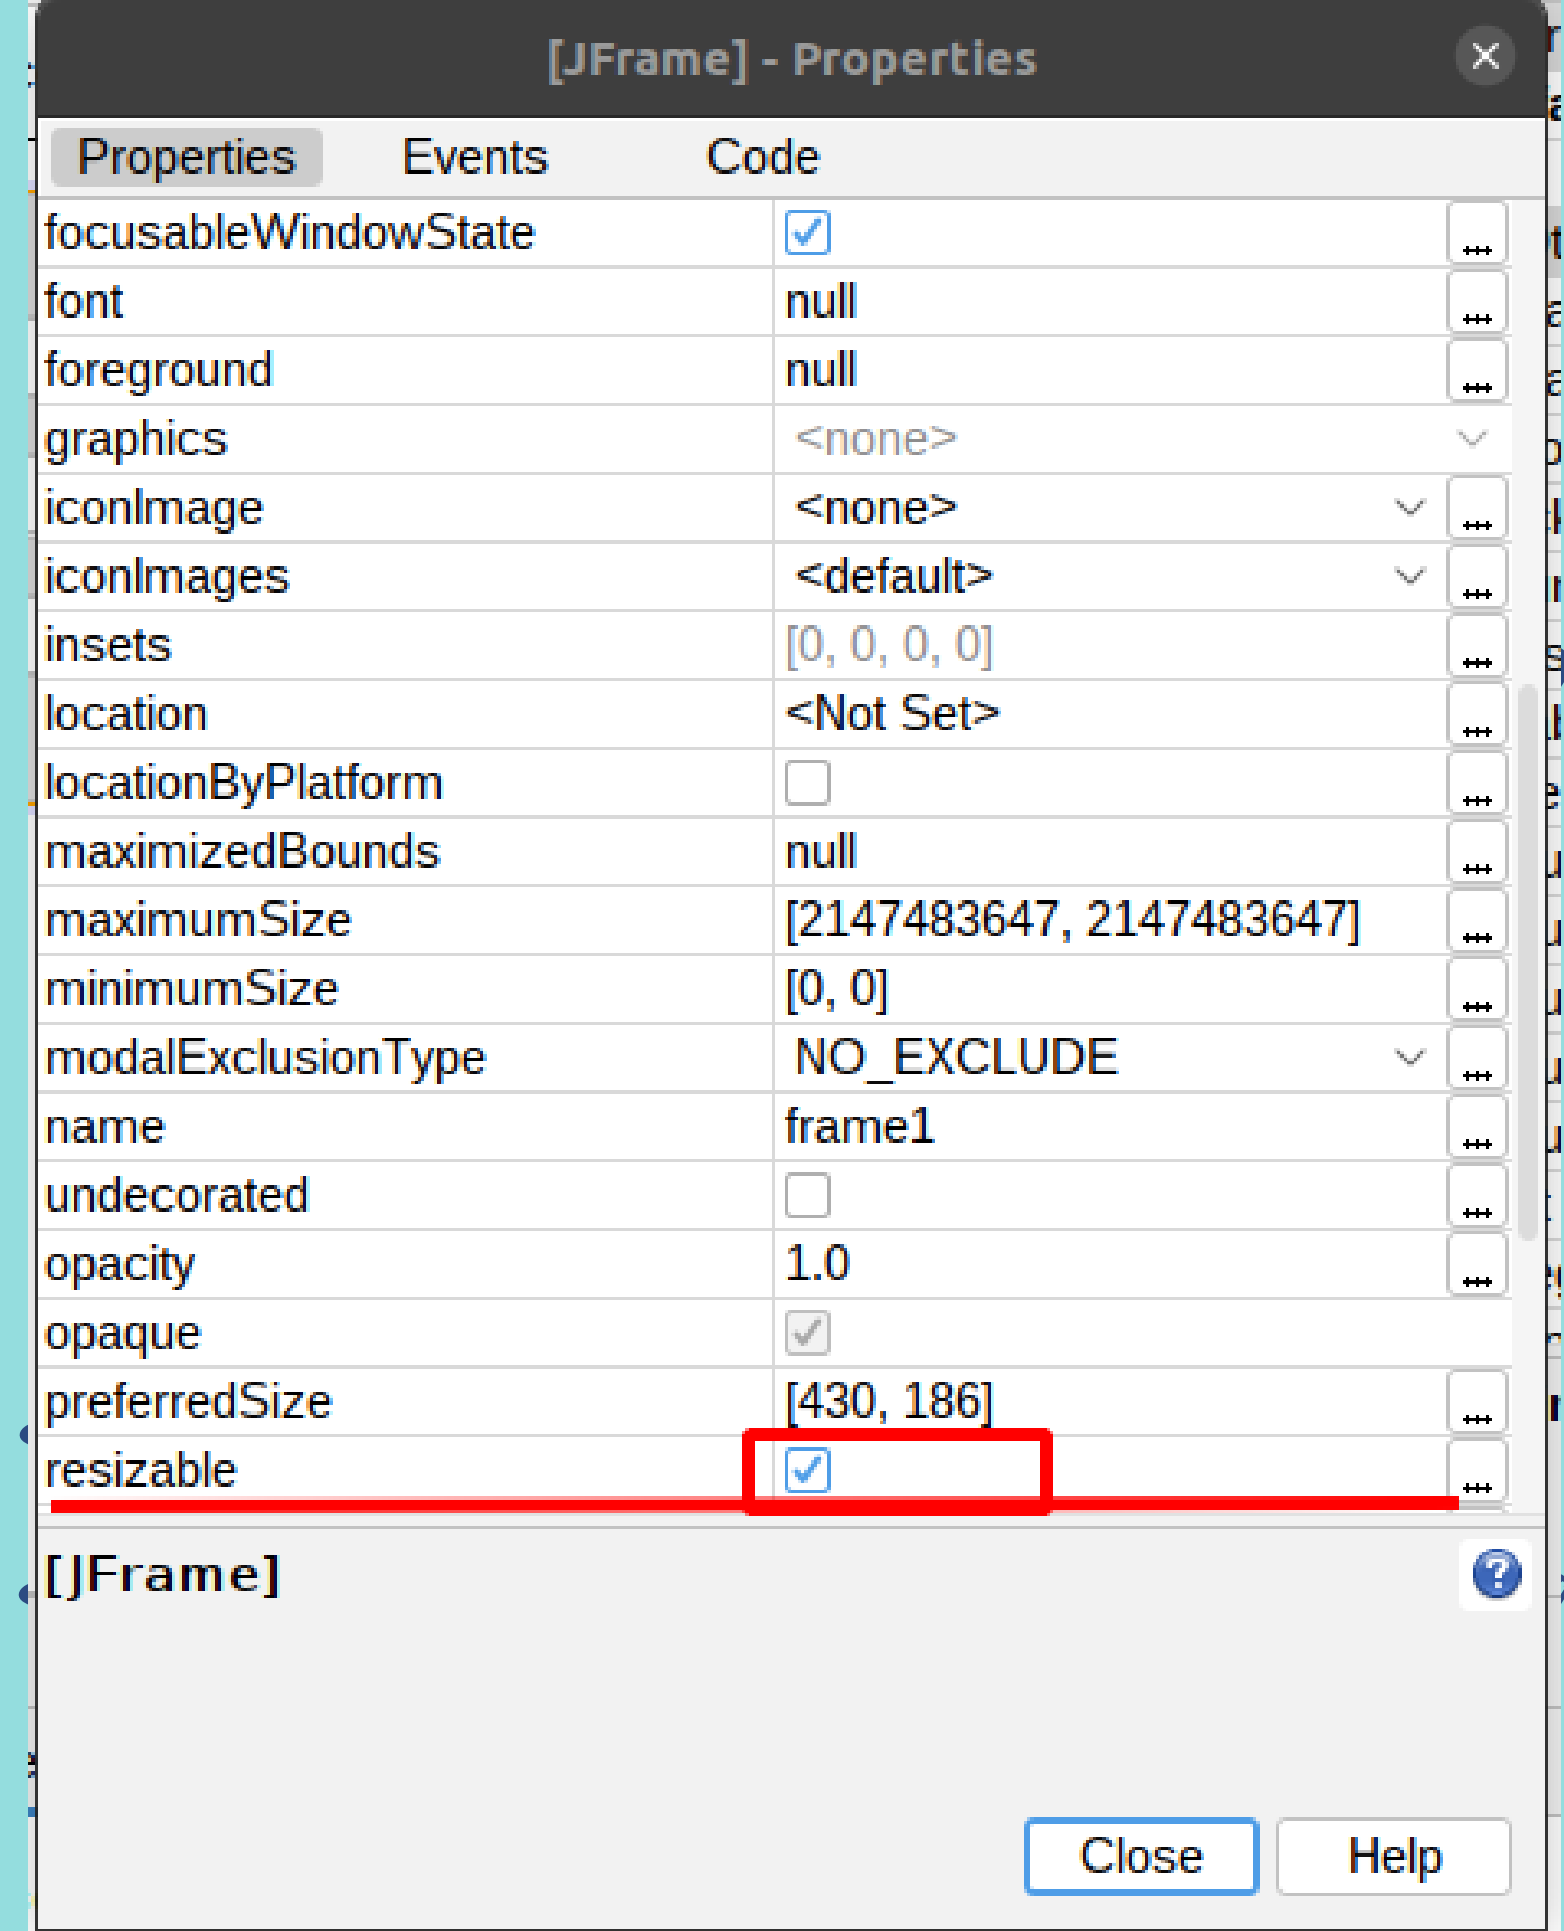 [JFrame] - Properties
Properties Events Code
focusableWindowState ...
font null ...
foreground null ...
graphics <none>
iconImage <none> ...
iconImages <default> ...
insets [0, 0, 0, 0] ...
location <Not Set> ...
locationByPlatform ...
maximizedBounds null ...
maximumSize [2147483647, 2147483647] ...
minimumSize [0, 0] ...
modalExclusionType NO_EXCLUDE ...
name frame1 ...
undecorated ...
opacity 1.0 ...
opaque
preferredSize [430, 186] ...
resizable ...
[JFrame]
?
Close Help